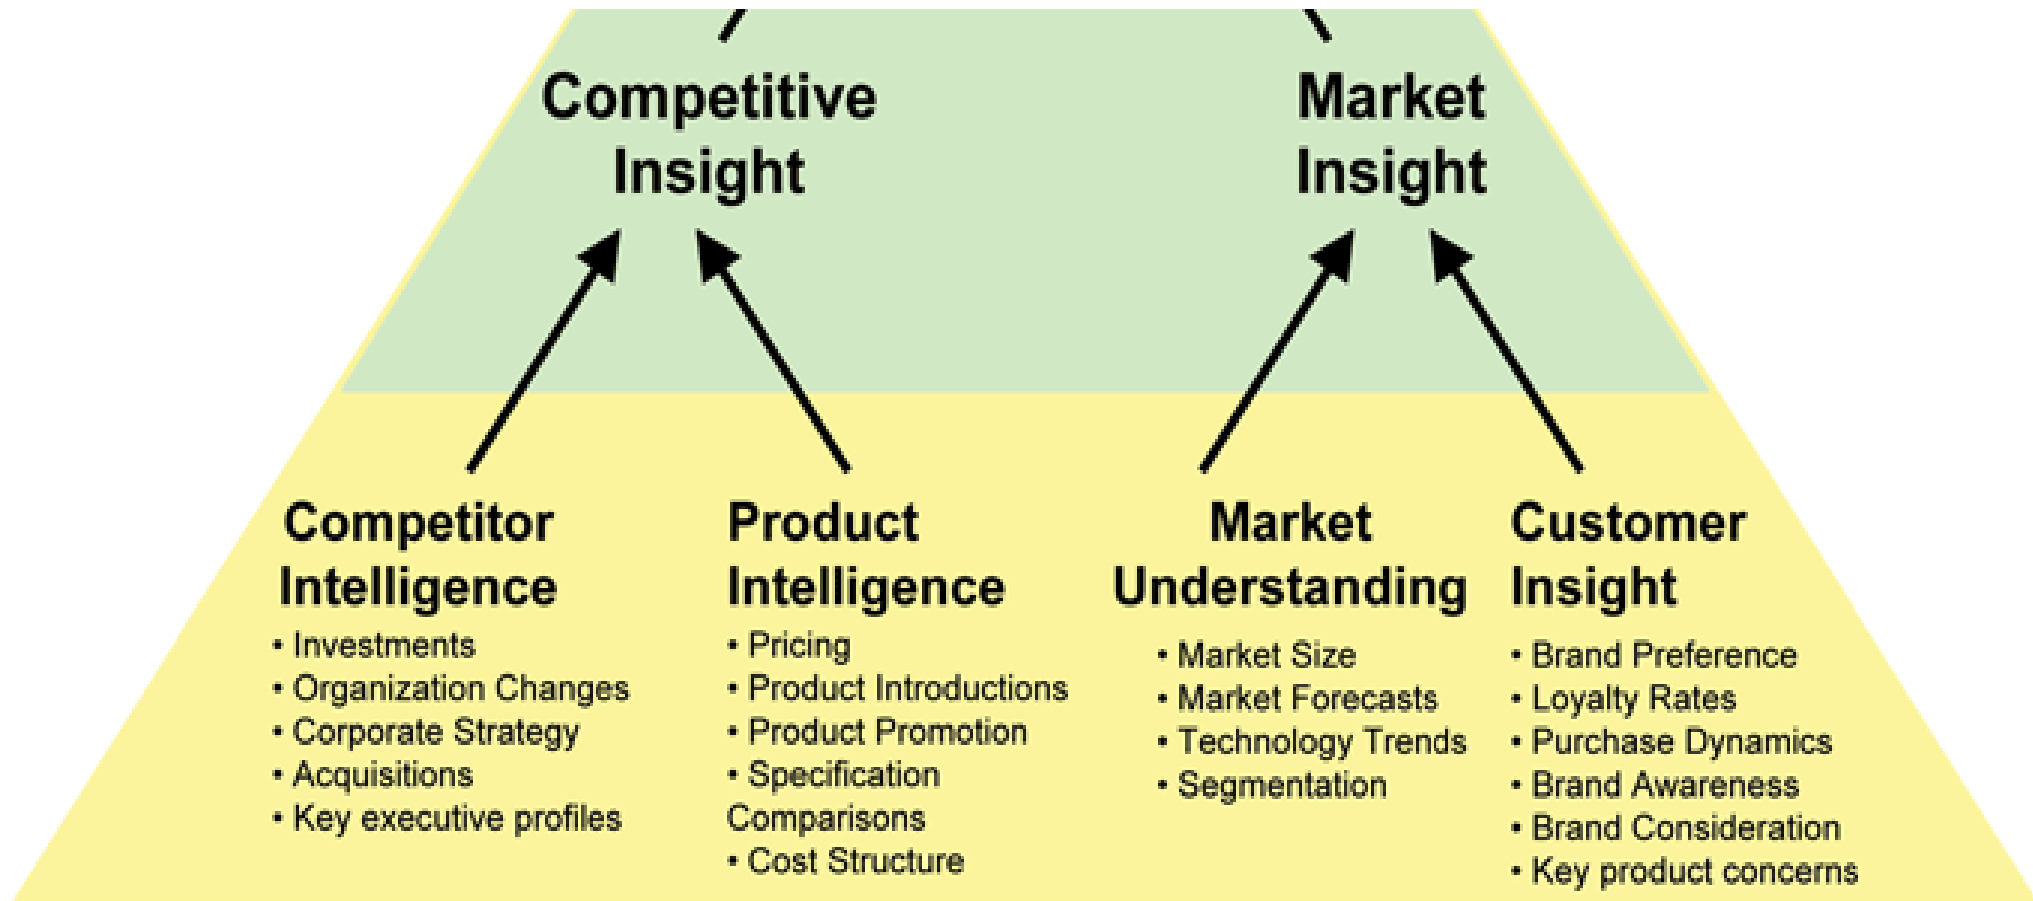 Competitive
Insight
Market
Insight
Competitor
Intelligence
• Investments
• Organization Changes
• Corporate Strategy
• Acquisitions
• Key executive profiles
Product
Intelligence
• Pricing
• Product Introductions
• Product Promotion
• Specification
Comparisons
• Cost Structure
Market
Understanding
• Market Size
• Market Forecasts
• Technology Trends
• Segmentation
Customer
Insight
• Brand Preference
• Loyalty Rates
• Purchase Dynamics
• Brand Awareness
• Brand Consideration
• Key product concerns